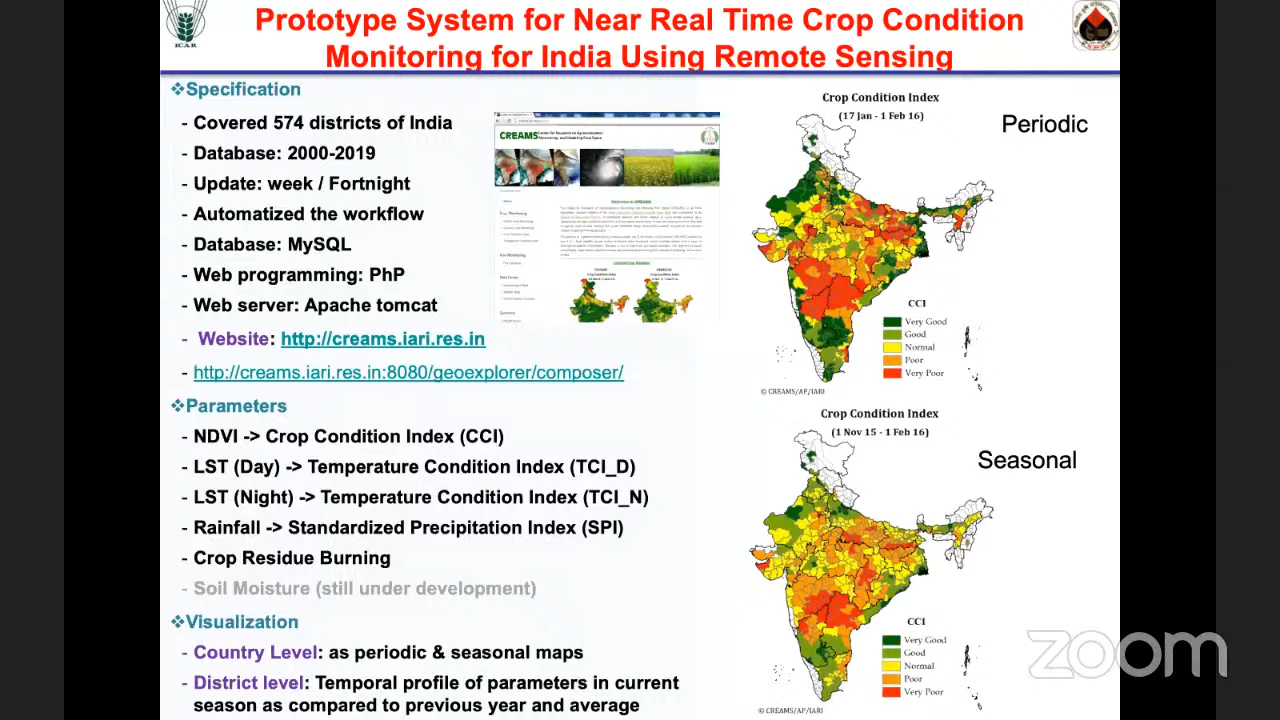 Prototype System for Near Real Time Crop Condition
Monitoring for India Using Remote Sensing
ICAR
❖Specification
- Covered 574 districts of India
- Database: 2000-2019
- Update: week / Fortnight
- Automatized the workflow
- Database: MySQL
- Web programming: PhP
- Web server: Apache tomcat
- Website: http://creams.iari.res.in
- http://creams.iari.res.in:8080/geoexplorer/composer/
❖Parameters
- NDVI -> Crop Condition Index (CCI)
- LST (Day) -> Temperature Condition Index (TCI_D)
- LST (Night) -> Temperature Condition Index (TCI_N)
- Rainfall -> Standardized Precipitation Index (SPI)
- Crop Residue Burning
- Soil Moisture (still under development)
❖Visualization
- Country Level: as periodic & seasonal maps
- District level: Temporal profile of parameters in current
season as compared to previous year and average
CREAMS
Welcome to CREAMS
Crop Condition Index
(17 Jan - 1 Feb 16)
Periodic
CCI
Very Good
Good
Normal
Poor
Very Poor
© CREAMS/AP/IARI
Crop Condition Index
(1 Nov 15 - 1 Feb 16)
Seasonal
CCI
Very Good
Good
Normal
Poor
Very Poor
© CREAMS/AP/IARI
zoom